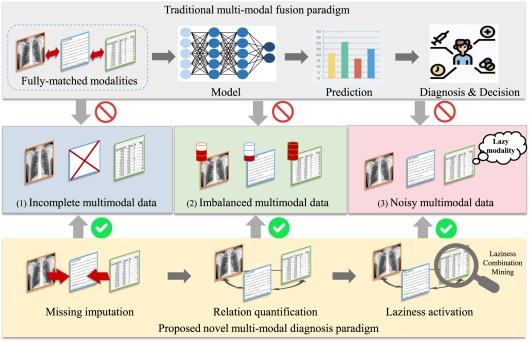 Traditional multi-modal fusion paradigm
Fully-matched modalities
Model
Prediction
Diagnosis & Decision
Lazy
modality
(1) Incomplete multimodal data
(2) Imbalanced multimodal data
(3) Noisy multimodal data
Laziness
Combination
Mining
Missing imputation
Relation quantification
Laziness activation
Proposed novel multi-modal diagnosis paradigm